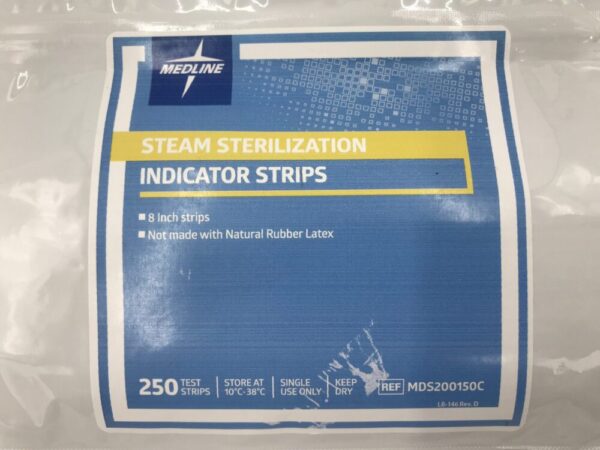 MEDLINE
STEAM STERILIZATION
INDICATOR STRIPS
8 Inch strips
Not made with Natural Rubber Latex
250 TEST STRIPS
STORE AT 10°C-38°C
SINGLE USE ONLY
KEEP DRY
REF MDS200150C
LB-146 Rev. D